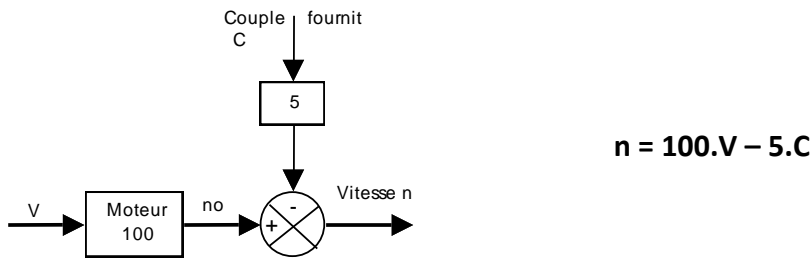 Couple fournit
C
5
n = 100.V – 5.C
Vitesse n
-
V
Moteur
100
no
+